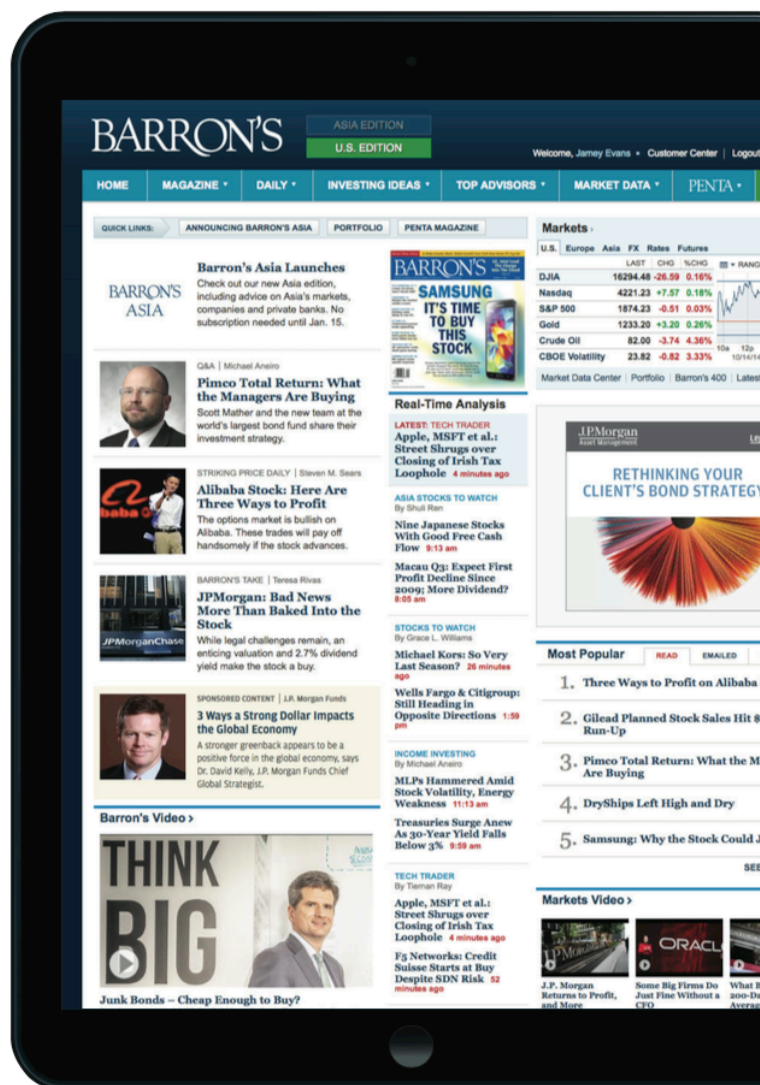 BARRON'S
ASIA EDITION
U.S. EDITION
Welcome, Jamey Evans • Customer Center | Logout
HOME
MAGAZINE
DAILY
INVESTING IDEAS
TOP ADVISORS
MARKET DATA
PENTA
QUICK LINKS:
ANNOUNCING BARRON'S ASIA
PORTFOLIO
PENTA MAGAZINE
BARRON'S
ASIA
Barron's Asia Launches
Check out our new Asia edition,
including advice on Asia's markets,
companies and private banks. No
subscription needed until Jan. 15.
Q&A | Michael Aneiro
Pimco Total Return: What
the Managers Are Buying
Scott Mather and the new team at the
world's largest bond fund share their
investment strategy.
baba
STRIKING PRICE DAILY | Steven M. Sears
Alibaba Stock: Here Are
Three Ways to Profit
The options market is bullish on
Alibaba. These trades will pay off
handsomely if the stock advances.
JPMorganChase
BARRON'S TAKE | Teresa Rivas
JPMorgan: Bad News
More Than Baked Into the
Stock
While legal challenges remain, an
enticing valuation and 2.7% dividend
yield make the stock a buy.
SPONSORED CONTENT | J.P. Morgan Funds
3 Ways a Strong Dollar Impacts
the Global Economy
A stronger greenback appears to be a
positive force in the global economy, says
Dr. David Kelly, J.P. Morgan Funds Chief
Global Strategist.
Barron's Video >
THINK
BIG
Junk Bonds – Cheap Enough to Buy?
BARRON'S
SAMSUNG
IT'S TIME
TO BUY
THIS
STOCK
Real-Time Analysis
LATEST: TECH TRADER
Apple, MSFT et al.:
Street Shrugs over
Closing of Irish Tax
Loophole 4 minutes ago
ASIA STOCKS TO WATCH
By Shuli Ren
Nine Japanese Stocks
With Good Free Cash
Flow 9:13 am
Macau Q3: Expect First
Profit Decline Since
2009; More Dividend?
8:05 am
STOCKS TO WATCH
By Grace L. Williams
Michael Kors: So Very
Last Season? 26 minutes
ago
Wells Fargo & Citigroup:
Still Heading in
Opposite Directions 1:59
pm
INCOME INVESTING
By Michael Aneiro
MLPs Hammered Amid
Stock Volatility, Energy
Weakness 11:13 am
Treasuries Surge Anew
As 30-Year Yield Falls
Below 3% 9:59 am
TECH TRADER
By Tiernan Ray
Apple, MSFT et al.:
Street Shrugs over
Closing of Irish Tax
Loophole 4 minutes ago
F5 Networks: Credit
Suisse Starts at Buy
Despite SDN Risk 52
minutes ago
Markets ›
U.S. Europe Asia FX Rates Futures
LAST CHG %CHG RANG
DJIA 16294.48 -26.59 0.16%
Nasdaq 4221.23 +7.57 0.18%
S&P 500 1874.23 -0.51 0.03%
Gold 1233.20 +3.20 0.26%
Crude Oil 82.00 -3.74 4.36%
CBOE Volatility 23.82 -0.82 3.33%
10a 12p
10/14/14
Market Data Center | Portfolio | Barron's 400 | Latest
J.P.Morgan
Asset Management
RETHINKING YOUR
CLIENT'S BOND STRATEGY
Most Popular
READ
EMAILED
1. Three Ways to Profit on Alibaba
2. Gilead Planned Stock Sales Hit $
Run-Up
3. Pimco Total Return: What the M
Are Buying
4. DryShips Left High and Dry
5. Samsung: Why the Stock Could J
SEE
Markets Video >
JPMorgan
ORACL
J.P. Morgan
Returns to Profit,
and More
Some Big Firms Do
Just Fine Without a
CFO
What B
200-Da
Averag